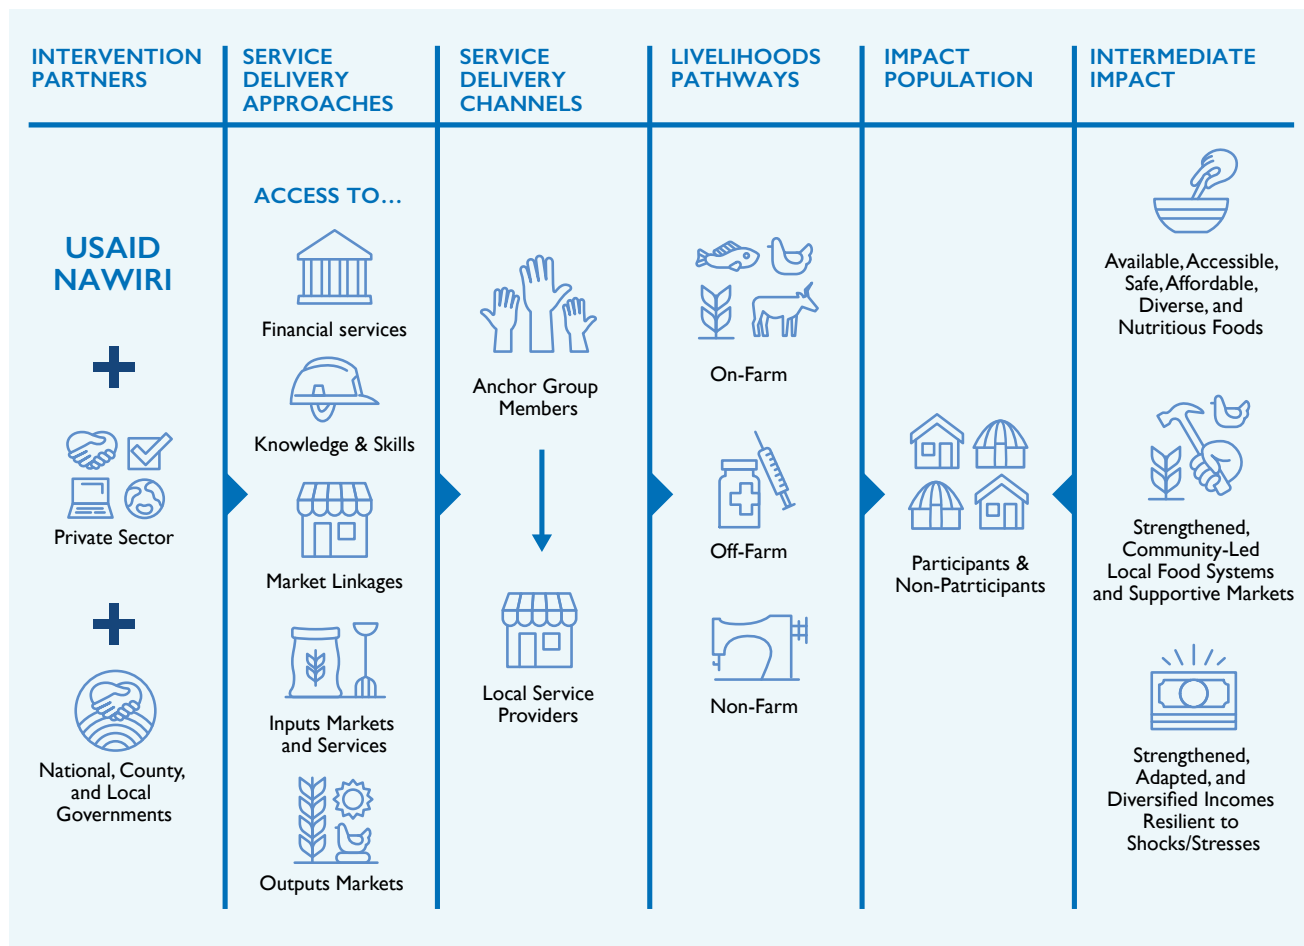 INTERVENTION
PARTNERS
SERVICE
DELIVERY
APPROACHES
SERVICE
DELIVERY
CHANNELS
LIVELIHOODS
PATHWAYS
IMPACT
POPULATION
INTERMEDIATE
IMPACT
USAID
NAWIRI
Private Sector
National, County,
and Local
Governments
ACCESS TO...
Financial services
Knowledge & Skills
Market Linkages
Inputs Markets
and Services
Outputs Markets
Anchor Group
Members
Local Service
Providers
On-Farm
Off-Farm
Non-Farm
Participants &
Non-Patrticipants
Available, Accessible,
Safe, Affordable,
Diverse, and
Nutritious Foods
Strengthened,
Community-Led
Local Food Systems
and Supportive Markets
Strengthened,
Adapted, and
Diversified Incomes
Resilient to
Shocks/Stresses